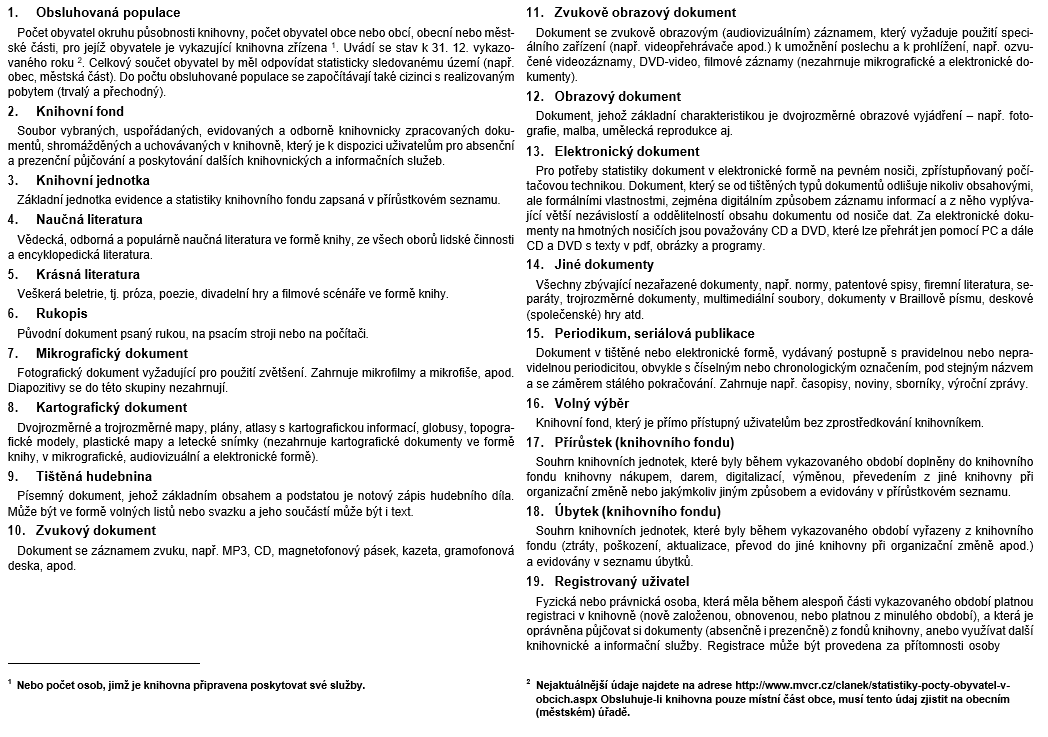 1. Obsluhovaná populace
Počet obyvatel okruhu působnosti knihovny, počet obyvatel obce nebo obcí, obecní nebo měst-
ské části, pro jejíž obyvatele je vykazující knihovna zřízena 1. Uvádí se stav k 31. 12. vykazo-
vaného roku 2. Celkový součet obyvatel by měl odpovídat statisticky sledovanému území (např.
obec, městská část). Do počtu obsluhované populace se započítávají také cizinci s realizovaným
pobytem (trvalý a přechodný).
2. Knihovní fond
Soubor vybraných, uspořádaných, evidovaných a odborně knihovnicky zpracovaných doku-
mentů, shromážděných a uchovávaných v knihovně, který je k dispozici uživatelům pro absenční
a prezenční půjčování a poskytování dalších knihovnických a informačních služeb.
3. Knihovní jednotka
Základní jednotka evidence a statistiky knihovního fondu zapsaná v přírůstkovém seznamu.
4. Naučná literatura
Vědecká, odborná a populárně naučná literatura ve formě knihy, ze všech oborů lidské činnosti
a encyklopedická literatura.
5. Krásná literatura
Veškerá beletrie, tj. próza, poezie, divadelní hry a filmové scénáře ve formě knihy.
6. Rukopis
Původní dokument psaný rukou, na psacím stroji nebo na počítači.
7. Mikrografický dokument
Fotografický dokument vyžadující pro použití zvětšení. Zahrnuje mikrofilmy a mikrofiše, apod.
Diapozitivy se do této skupiny nezahrnují.
8. Kartografický dokument
Dvojrozměrné a trojrozměrné mapy, plány, atlasy s kartografickou informací, globusy, topogra-
fické modely, plastické mapy a letecké snímky (nezahrnuje kartografické dokumenty ve formě
knihy, v mikrografické, audiovizuální a elektronické formě).
9. Tištěná hudebnina
Písemný dokument, jehož základním obsahem a podstatou je notový zápis hudebního díla.
Může být ve formě volných listů nebo svazku a jeho součástí může být i text.
10. Zvukový dokument
Dokument se záznamem zvuku, např. MP3, CD, magnetofonový pásek, kazeta, gramofonová
deska, apod.
1 Nebo počet osob, jimž je knihovna připravena poskytovat své služby.
11. Zvukově obrazový dokument
Dokument se zvukově obrazovým (audiovizuálním) záznamem, který vyžaduje použití speci-
álního zařízení (např. videopřehrávače apod.) k umožnění poslechu a k prohlížení, např. ozvu-
čené videozáznamy, DVD-video, filmové záznamy (nezahrnuje mikrografické a elektronické do-
kumenty).
12. Obrazový dokument
Dokument, jehož základní charakteristikou je dvojrozměrné obrazové vyjádření – např. foto-
grafie, malba, umělecká reprodukce aj.
13. Elektronický dokument
Pro potřeby statistiky dokument v elektronické formě na pevném nosiči, zpřístupňovaný počí-
tačovou technikou. Dokument, který se od tištěných typů dokumentů odlišuje nikoliv obsahovými,
ale formálními vlastnostmi, zejména digitálním způsobem záznamu informací a z něho vyplýva-
jící větší nezávislostí a oddělitelností obsahu dokumentu od nosiče dat. Za elektronické doku-
menty na hmotných nosičích jsou považovány CD a DVD, které lze přehrát jen pomocí PC a dále
CD a DVD s texty v pdf, obrázky a programy.
14. Jiné dokumenty
Všechny zbývající nezařazené dokumenty, např. normy, patentové spisy, firemní literatura, se-
paráty, trojrozměrné dokumenty, multimediální soubory, dokumenty v Braillově písmu, deskové
(společenské) hry atd.
15. Periodikum, seriálová publikace
Dokument v tištěné nebo elektronické formě, vydávaný postupně s pravidelnou nebo nepra-
videlnou periodicitou, obvykle s číselným nebo chronologickým označením, pod stejným názvem
a se záměrem stálého pokračování. Zahrnuje např. časopisy, noviny, sborníky, výroční zprávy.
16. Volný výběr
Knihovní fond, který je přímo přístupný uživatelům bez zprostředkování knihovníkem.
17. Přírůstek (knihovního fondu)
Souhrn knihovních jednotek, které byly během vykazovaného období doplněny do knihovního
fondu knihovny nákupem, darem, digitalizací, výměnou, převedením z jiné knihovny při
organizační změně nebo jakýmkoliv jiným způsobem a evidovány v přírůstkovém seznamu.
18. Úbytek (knihovního fondu)
Souhrn knihovních jednotek, které byly během vykazovaného období vyřazeny z knihovního
fondu (ztráty, poškození, aktualizace, převod do jiné knihovny při organizační změně apod.)
a evidovány v seznamu úbytků.
19. Registrovaný uživatel
Fyzická nebo právnická osoba, která měla během alespoň části vykazovaného období platnou
registraci v knihovně (nově založenou, obnovenou, nebo platnou z minulého období), a která je
oprávněna půjčovat si dokumenty (absenčně i prezenčně) z fondů knihovny, anebo využívat další
knihovnické a informační služby. Registrace může být provedena za přítomnosti osoby
2 Nejaktuálnější údaje najdete na adrese http://www.mvcr.cz/clanek/statistiky-pocty-obyvatel-v-
obcich.aspx Obsluhuje-li knihovna pouze místní část obce, musí tento údaj zjistit na obecním
(městském) úřadě.